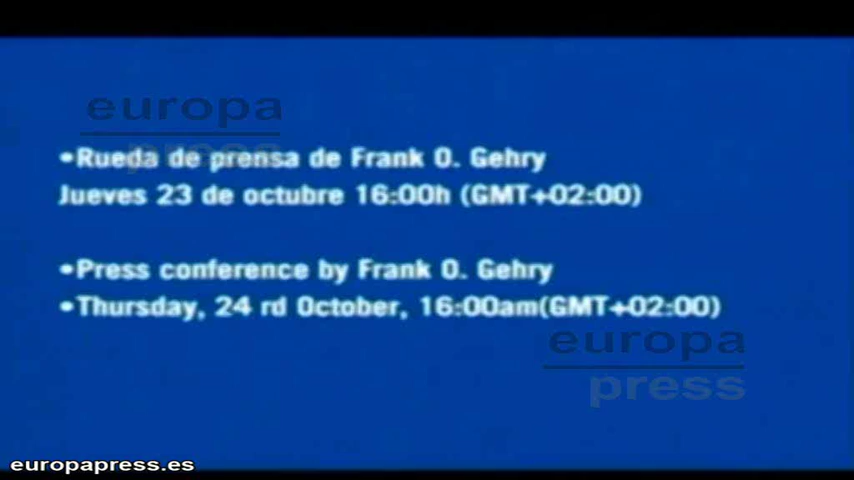 europa
press
•Rueda de prensa de Frank O. Gehry
Jueves 23 de octubre 16:00h (GMT+02:00)
•Press conference by Frank O. Gehry
•Thursday, 24 rd October, 16:00am(GMT+02:00)
europa
press
europapress.es